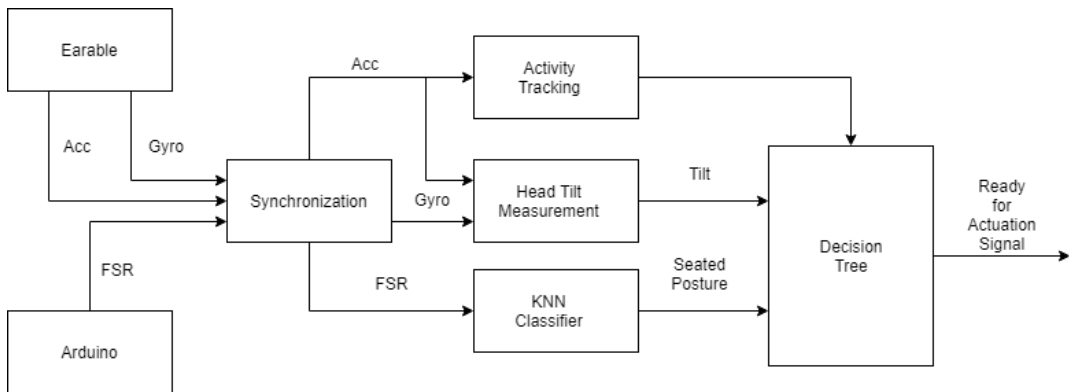 Earable
Acc
Gyro
FSR
Arduino
Synchronization
Acc
Gyro
FSR
Activity
Tracking
Head Tilt
Measurement
KNN
Classifier
Tilt
Seated
Posture
Decision
Tree
Ready
for
Actuation
Signal